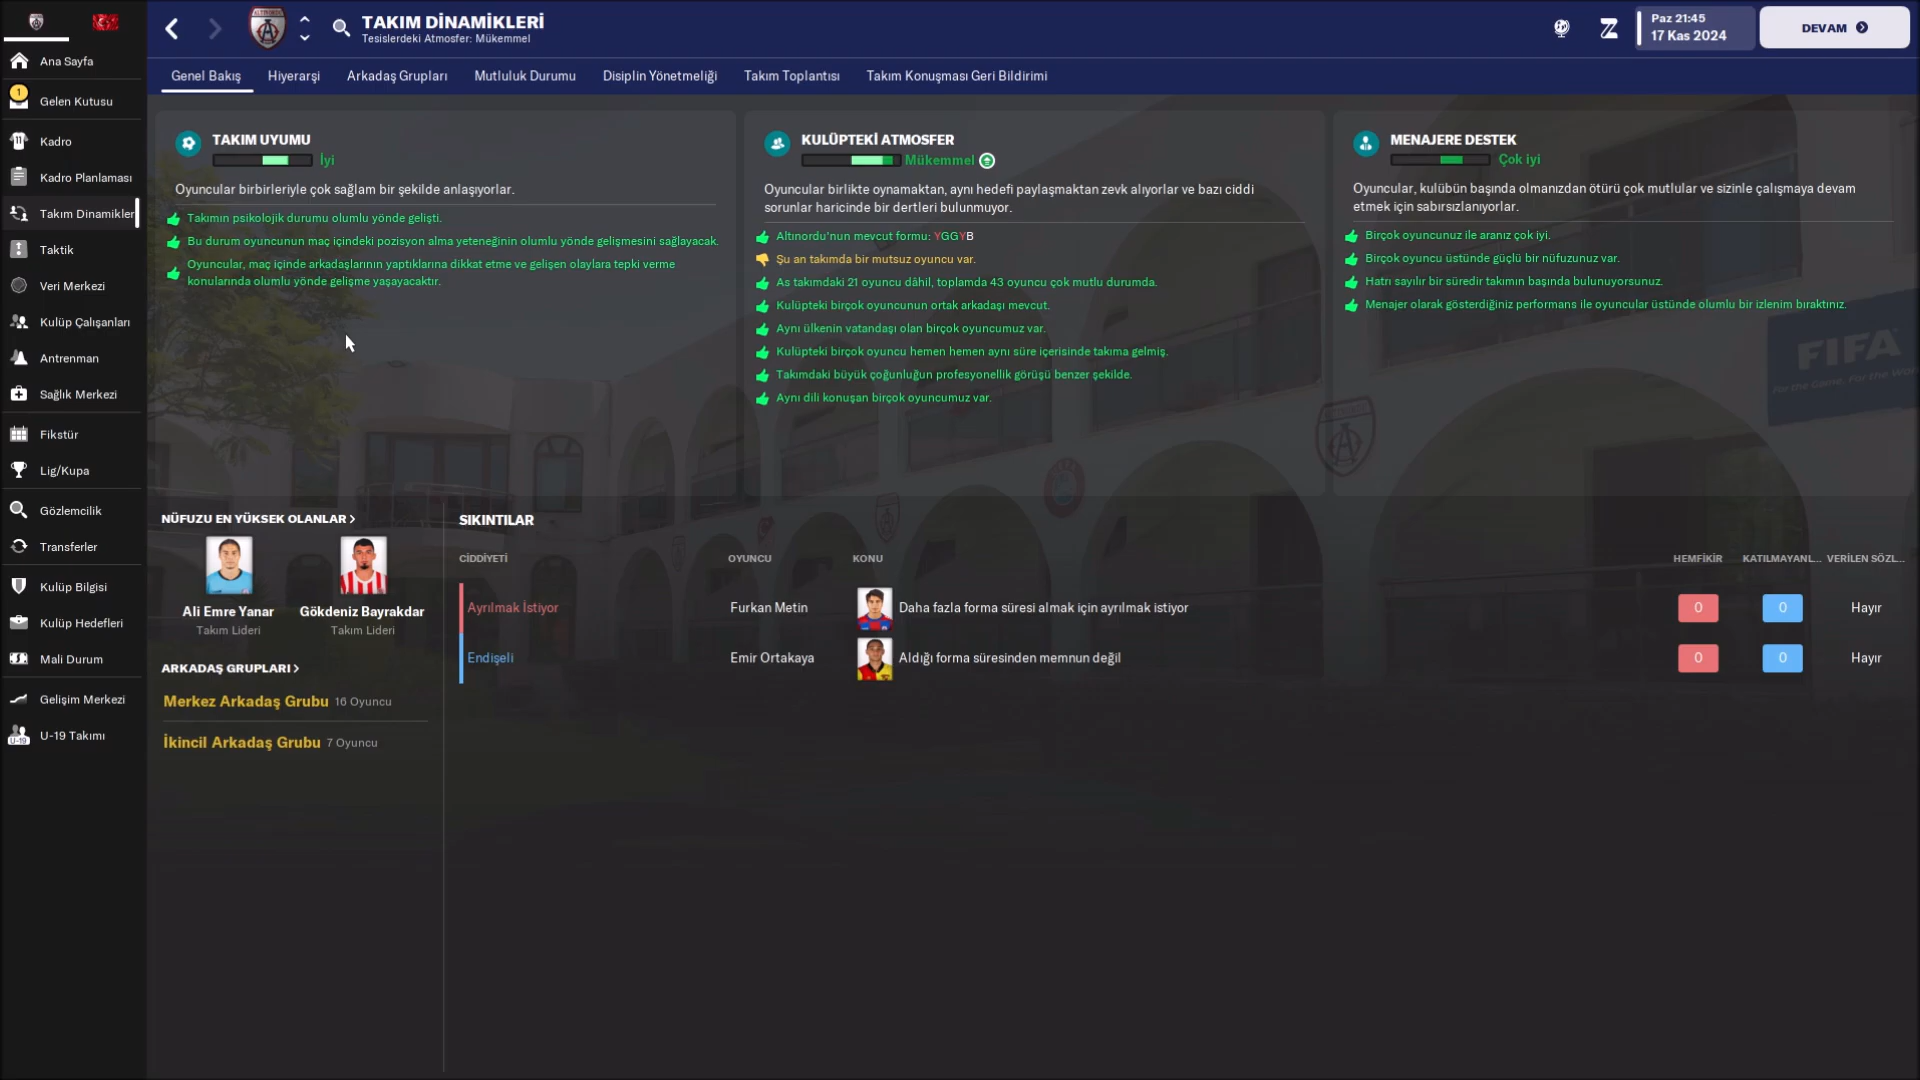 TAKIM DİNAMİKLERİ
Tesislerdeki Atmosfer: Mükemmel
Paz 21:45
17 Kas 2024
DEVAM
Genel Bakış
Hiyerarşi
Arkadaş Grupları
Mutluluk Durumu
Disiplin Yönetmeliği
Takım Toplantısı
Takım Konuşması Geri Bildirimi
Ana Sayfa
1
Gelen Kutusu
Kadro
Kadro Planlaması
Takım Dinamikler
Taktik
Veri Merkezi
Kulüp Çalışanları
Antrenman
Sağlık Merkezi
Fikstür
Lig/Kupa
Gözlemcilik
Transferler
Kulüp Bilgisi
Kulüp Hedefleri
Mali Durum
Gelişim Merkezi
U-19
U-19 Takımı
TAKIM UYUMU
İyi
Oyuncular birbirleriyle çok sağlam bir şekilde anlaşıyorlar.
Takımın psikolojik durumu olumlu yönde gelişti.
Bu durum oyuncunun maç içindeki pozisyon alma yeteneğinin olumlu yönde gelişmesini sağlayacak.
Oyuncular, maç içinde arkadaşlarının yaptıklarına dikkat etme ve gelişen olaylara tepki verme
konularında olumlu yönde gelişme yaşayacaktır.
KULÜPTEKİ ATMOSFER
Mükemmel
Oyuncular birlikte oynamaktan, aynı hedefi paylaşmaktan zevk alıyorlar ve bazı ciddi
sorunlar haricinde bir dertleri bulunmuyor.
Altınordu'nun mevcut formu: YGGYB
Şu an takımda bir mutsuz oyuncu var.
As takımdaki 21 oyuncu dâhil, toplamda 43 oyuncu çok mutlu durumda.
Kulüpteki birçok oyuncunun ortak arkadaşı mevcut.
Aynı ülkenin vatandaşı olan birçok oyuncumuz var.
Kulüpteki birçok oyuncu hemen hemen aynı süre içerisinde takıma gelmiş.
Takımdaki büyük çoğunluğun profesyonellik görüşü benzer şekilde.
Aynı dili konuşan birçok oyuncumuz var.
MENAJERE DESTEK
Çok iyi
Oyuncular, kulübün başında olmanızdan ötürü çok mutlular ve sizinle çalışmaya devam
etmek için sabırsızlanıyorlar.
Birçok oyuncunuz ile aranız çok iyi.
Birçok oyuncu üstünde güçlü bir nüfuzunuz var.
Hatrı sayılır bir süredir takımın başında bulunuyorsunuz.
Menajer olarak gösterdiğiniz performans ile oyuncular üstünde olumlu bir izlenim bıraktınız.
FIFA
For the Game. For the World
NÜFUZU EN YÜKSEK OLANLAR >
Ali Emre Yanar
Takım Lideri
Gökdeniz Bayrakdar
Takım Lideri
ARKADAŞ GRUPLARI >
Merkez Arkadaş Grubu 16 Oyuncu
İkincil Arkadaş Grubu 7 Oyuncu
SIKINTILAR
CİDDİYETİ
OYUNCU
KONU
HEMFİKİR
KATILMAYANL...
VERİLEN SÖZL...
Ayrılmak İstiyor
Furkan Metin
Daha fazla forma süresi almak için ayrılmak istiyor
0
0
Hayır
Endişeli
Emir Ortakaya
Aldığı forma süresinden memnun değil
0
0
Hayır